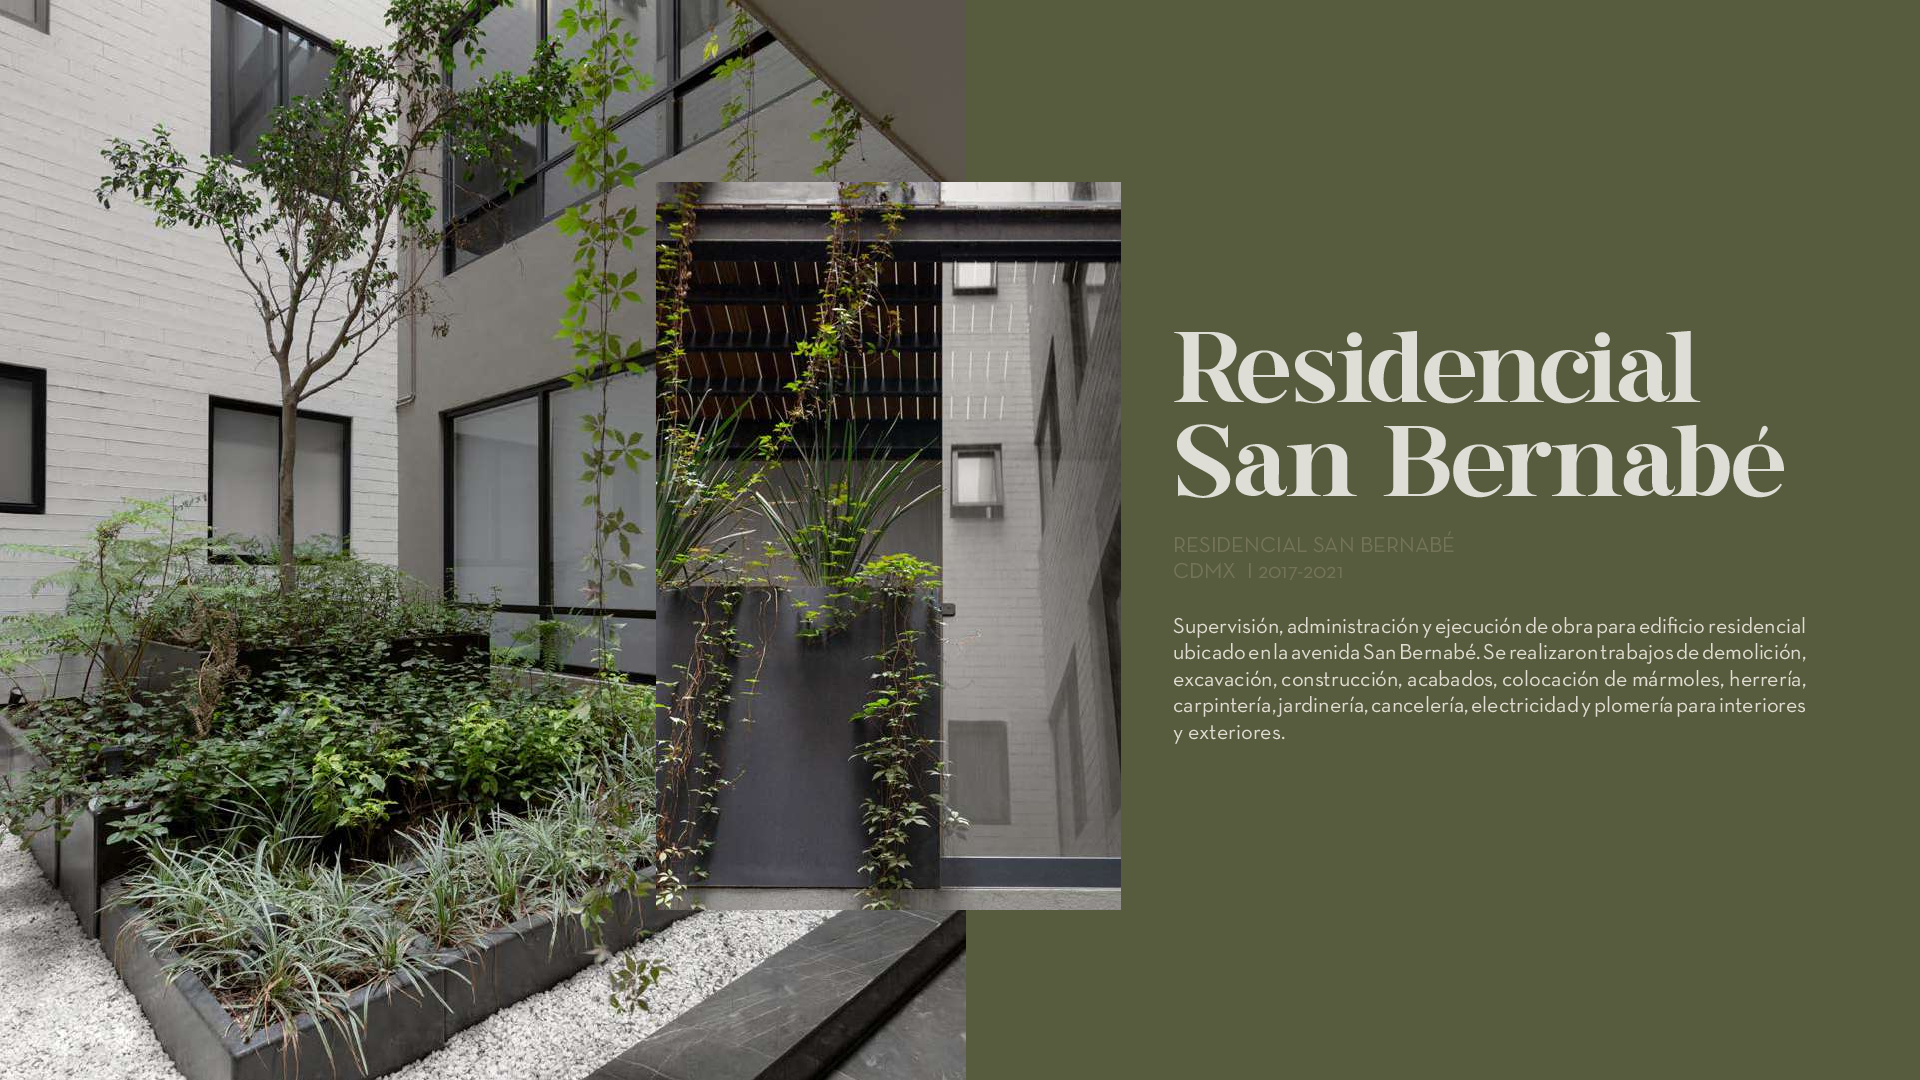 Residencial
San Bernabé
RESIDENCIAL SAN BERNABÉ
CDMX | 2017-2021
Supervisión, administración y ejecución de obra para edificio residencial
ubicado en la avenida San Bernabé. Se realizaron trabajos de demolición,
excavación, construcción, acabados, colocación de mármoles, herrería,
carpintería, jardinería, cancelería, electricidad y plomería para interiores
y exteriores.